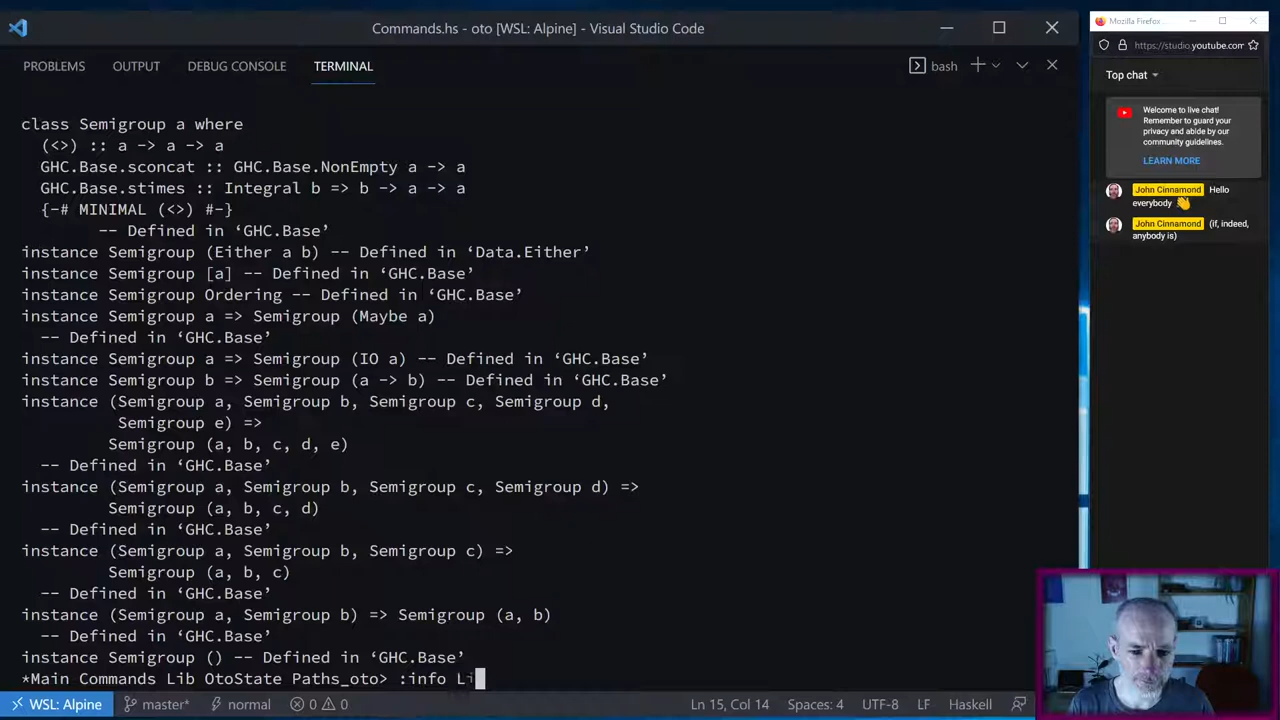 Commands.hs - oto [WSL: Alpine] - Visual Studio Code
PROBLEMS OUTPUT DEBUG CONSOLE TERMINAL bash
class Semigroup a where
(<>) :: a -> a -> a
GHC.Base.sconcat :: GHC.Base.NonEmpty a -> a
GHC.Base.stimes :: Integral b => b -> a -> a
{-# MINIMAL (<>) #-}
-- Defined in ‘GHC.Base’
instance Semigroup (Either a b) -- Defined in ‘Data.Either’
instance Semigroup [a] -- Defined in ‘GHC.Base’
instance Semigroup Ordering -- Defined in ‘GHC.Base’
instance Semigroup a => Semigroup (Maybe a)
-- Defined in ‘GHC.Base’
instance Semigroup a => Semigroup (IO a) -- Defined in ‘GHC.Base’
instance Semigroup b => Semigroup (a -> b) -- Defined in ‘GHC.Base’
instance (Semigroup a, Semigroup b, Semigroup c, Semigroup d,
Semigroup e) =>
Semigroup (a, b, c, d, e)
-- Defined in ‘GHC.Base’
instance (Semigroup a, Semigroup b, Semigroup c, Semigroup d) =>
Semigroup (a, b, c, d)
-- Defined in ‘GHC.Base’
instance (Semigroup a, Semigroup b, Semigroup c) =>
Semigroup (a, b, c)
-- Defined in ‘GHC.Base’
instance (Semigroup a, Semigroup b) => Semigroup (a, b)
-- Defined in ‘GHC.Base’
instance Semigroup () -- Defined in ‘GHC.Base’
*Main Commands Lib OtoState Paths_oto> :info Li
WSL: Alpine master* normal 0 0 Ln 15, Col 14 Spaces: 4 UTF-8 LF Haskell
Mozilla Firefox
https://studio.youtube.com
Top chat
Welcome to live chat!
Remember to guard your
privacy and abide by our
community guidelines.
LEARN MORE
John Cinnamond Hello
everybody 👋
John Cinnamond (if, indeed,
anybody is)